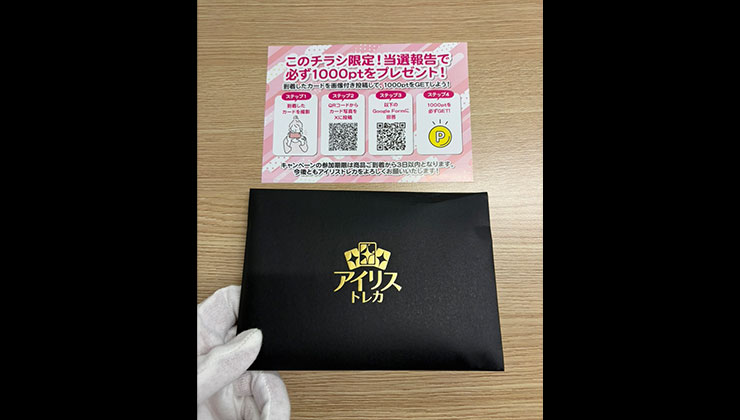 このチラシ限定!当選報告で
必ず1000ptをプレゼント!
到着したカードを画像付き投稿して、1000ptをGETしよう!
ステップ1
到着した
カードを撮影
ステップ2
QRコードから
カード写真を
Xに投稿
ステップ3
以下の
Google Formに
回答
ステップ4
1000ptを
必ずGET!
P
キャンペーンの参加期限は商品ご到着から3日以内となります。
今後ともアイリストレカをよろしくお願いいたします!
アイリス
トレカ